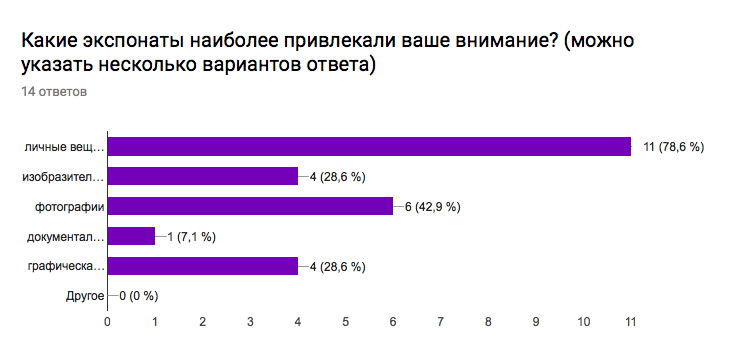 Какие экспонаты наиболее привлекали ваше внимание? (можно
указать несколько вариантов ответа)
14 ответов
личные вещ... 11 (78,6 %)
изобразител... 4 (28,6 %)
фотографии 6 (42,9 %)
документал... 1 (7,1 %)
графическа... 4 (28,6 %)
Другое 0 (0 %)
0 1 2 3 4 5 6 7 8 9 10 11